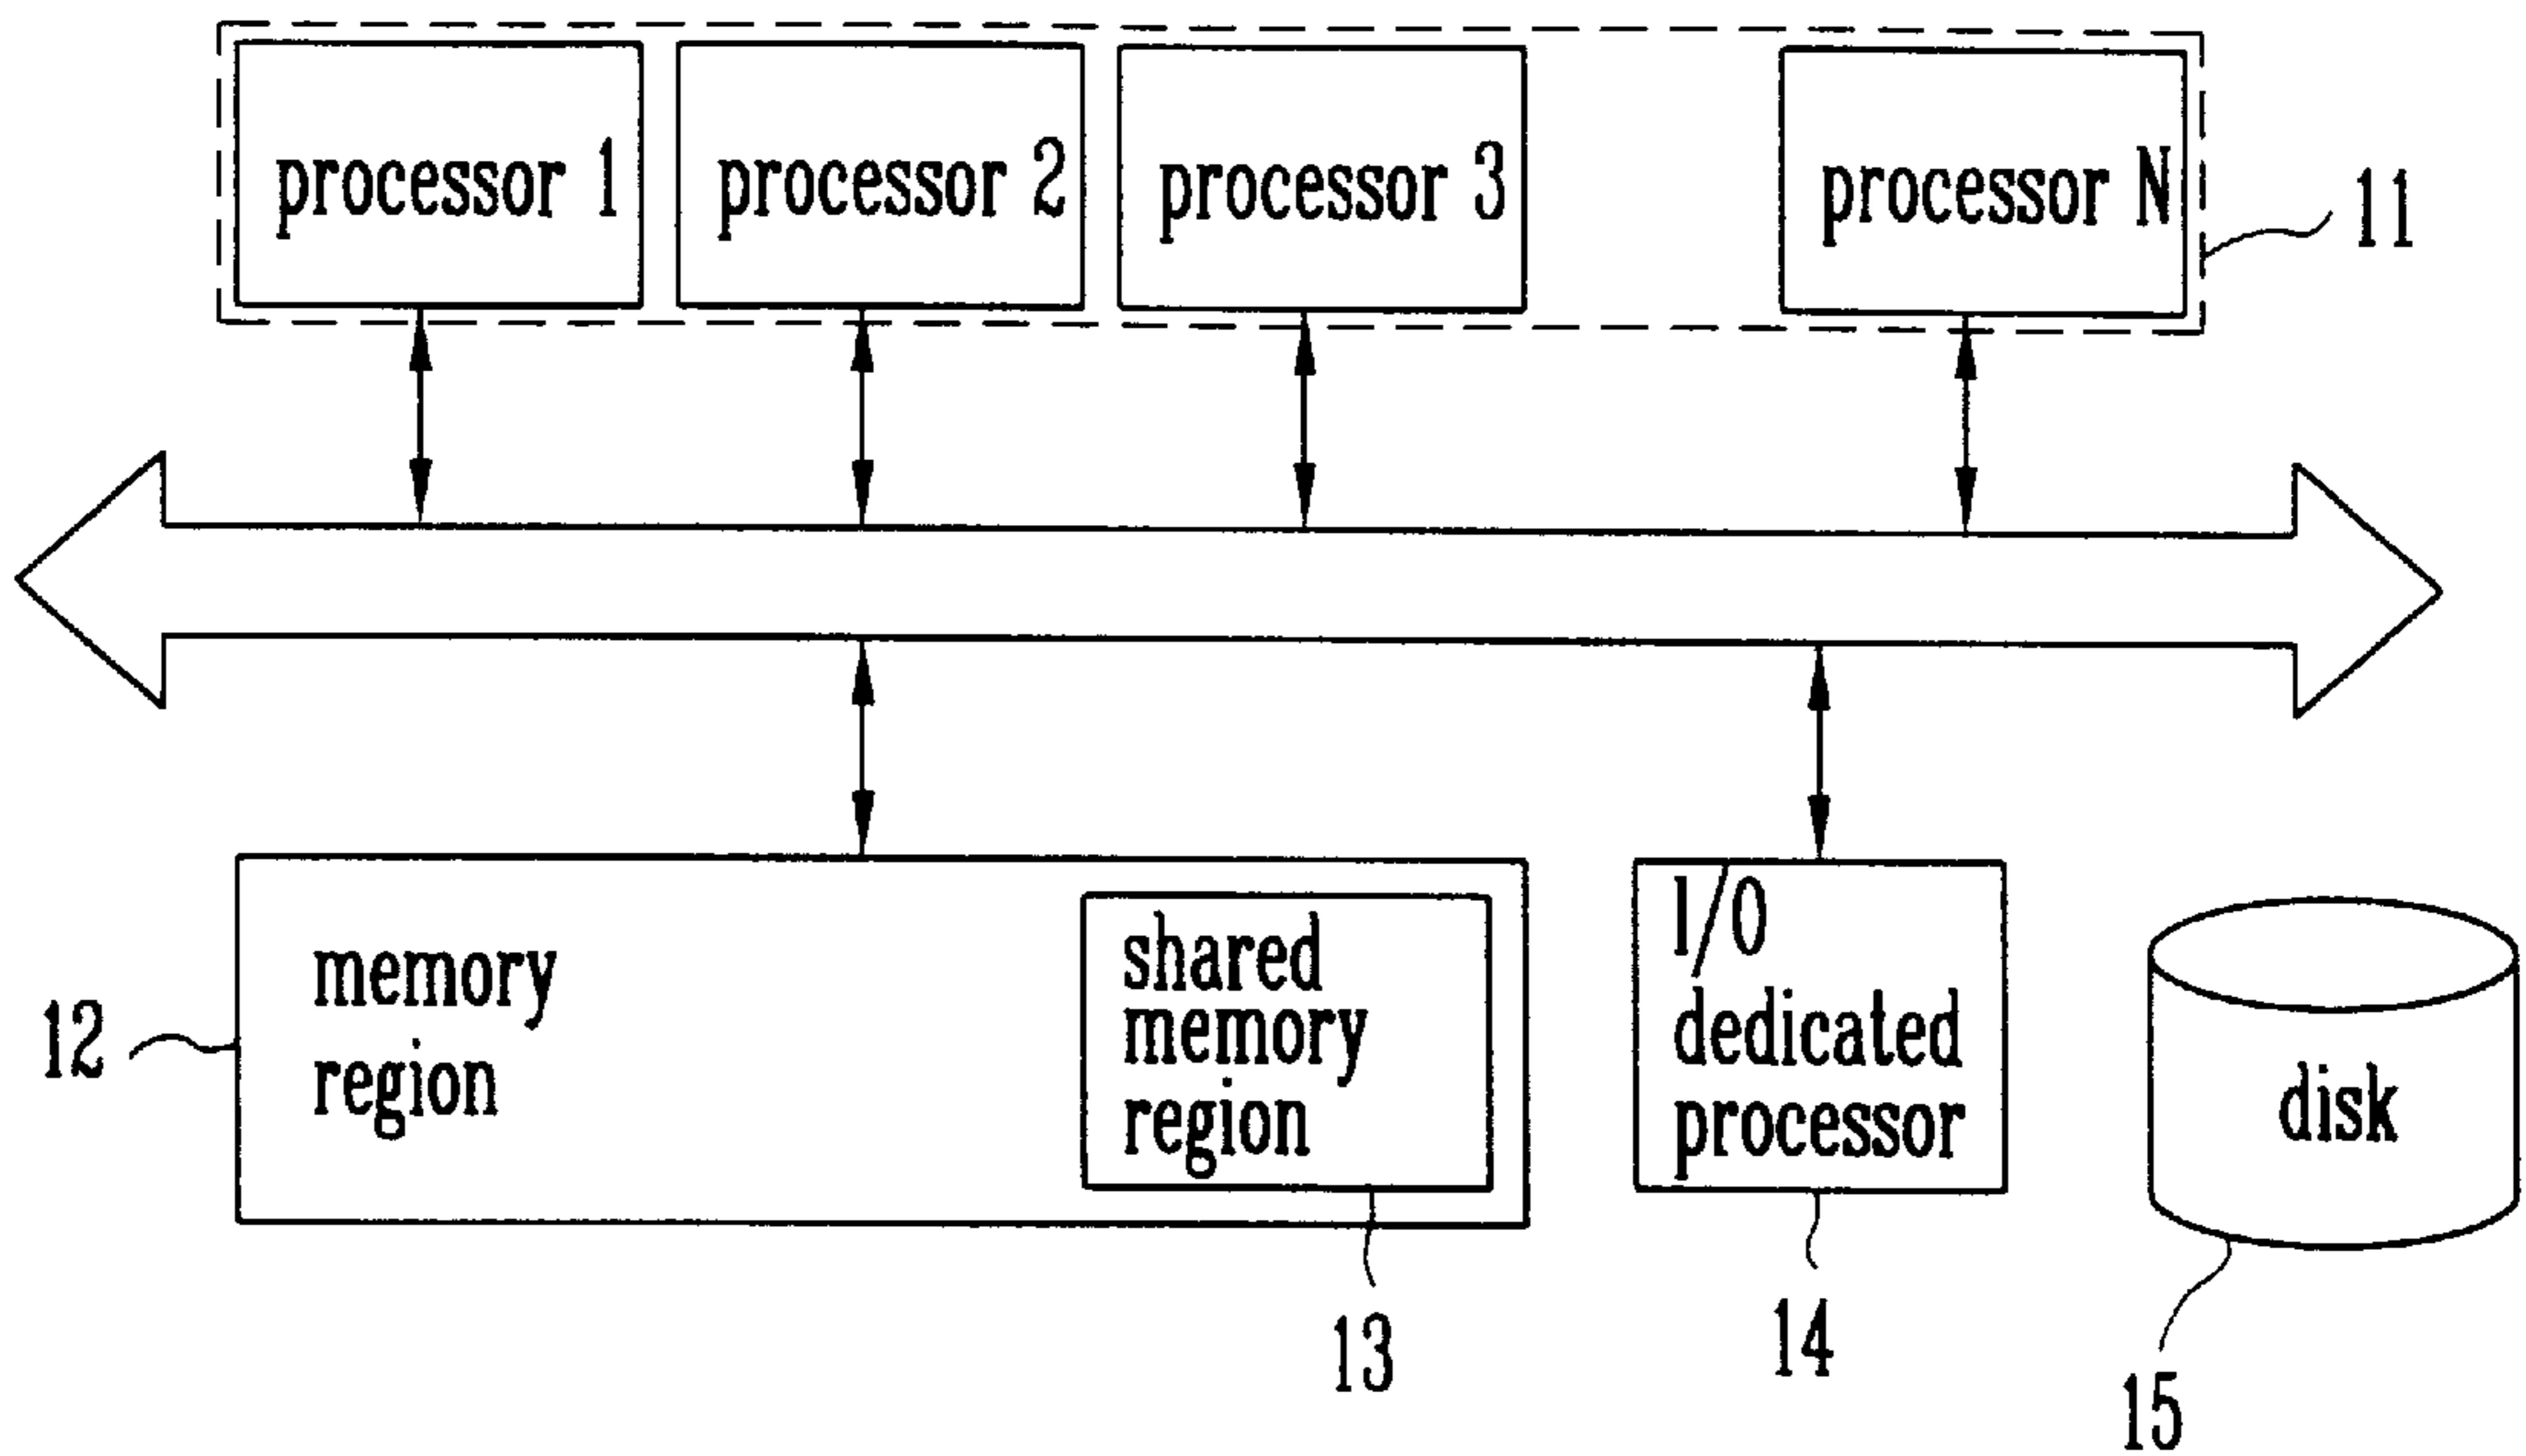 processor 1
processor 2
processor 3
processor N
11
memory
region
12
shared
memory
region
13
I/O
dedicated
processor
14
disk
15